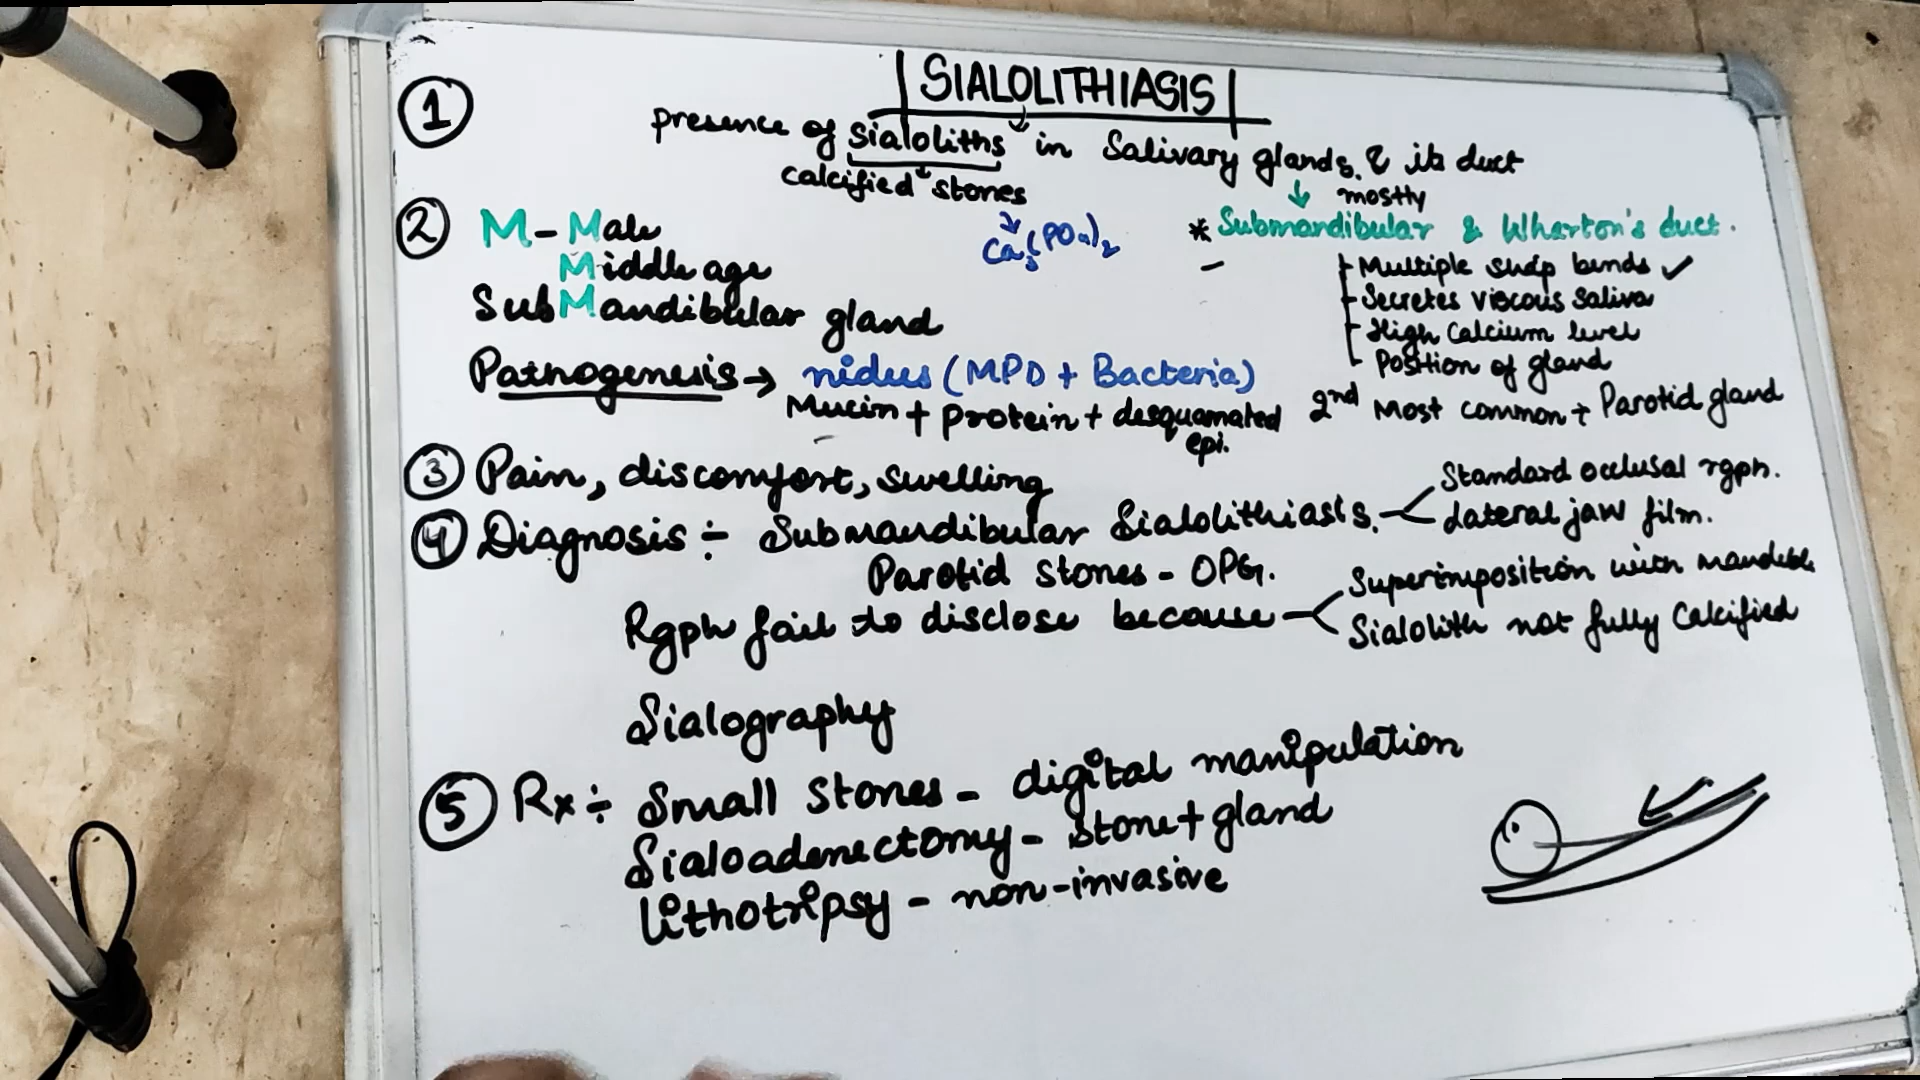 SIALOLITHIASIS
① presence of sialoliths in Salivary glands & its duct
calcified stones
mostly
Ca₃(PO₄)₂
* Submandibular & Wharton's duct.
Multiple sharp bends ✓
Secretes viscous saliva
High Calcium level
Position of gland
2nd Most common ÷ Parotid gland
② M - Male
Middle age
SubMandibular gland
Pathogenesis → nidus (MPD + Bacteria)
Mucin + protein + desquamated
epi.
③ Pain, discomfort, swelling
④ Diagnosis ÷ Submandibular Sialolithiasis.
Standard occlusal rgph.
Lateral jaw film.
Parotid Stones - OPG.
Rgph fail to disclose because
Superimposition with mandible
Sialolith not fully Calcified
Sialography
⑤ Rx ÷ Small Stones - digital manipulation
Sialoadenectomy - Stone + gland
Lithotripsy - non-invasive